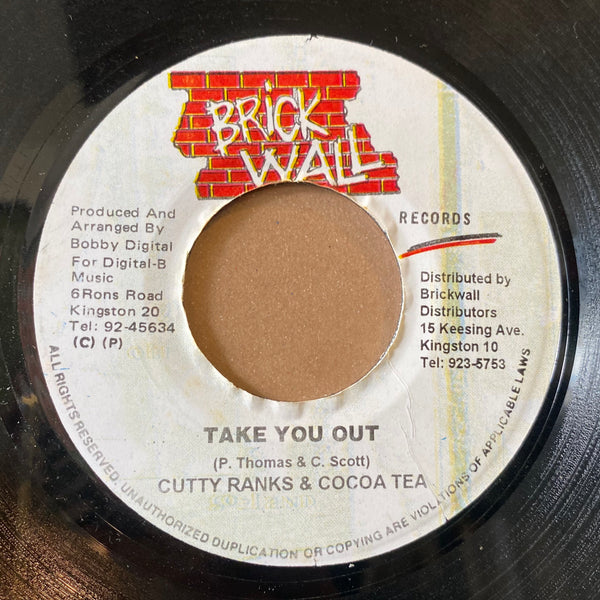 BRICK
WALL
RECORDS
Produced And
Arranged By
Bobby Digital
For Digital-B
Music
6Rons Road
Kingston 20
Tel: 92-45634
(C) (P)
Distributed by
Brickwall
Distributors
15 Keesing Ave.
Kingston 10
Tel: 923-5753
TAKE YOU OUT
(P. Thomas & C. Scott)
CUTTY RANKS & COCOA TEA
ALL RIGHTS RESERVED. UNAUTHORIZED DUPLICATION OR COPYING ARE VIOLATIONS OF APPLICABLE LAWS